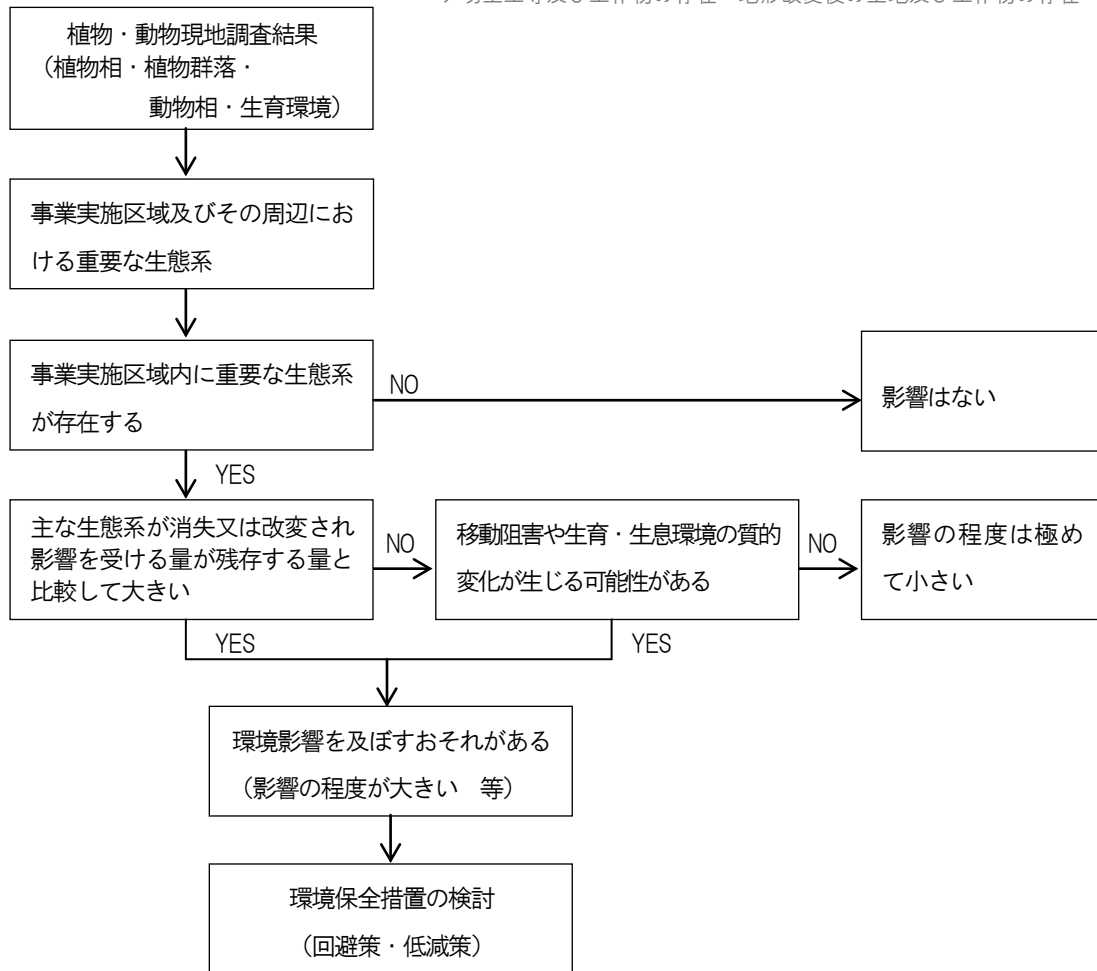 植物・動物現地調査結果
（植物相・植物群落・
動物相・生育環境）
事業実施区域及びその周辺にお
ける重要な生態系
事業実施区域内に重要な生態系
が存在する
NO
影響はない
YES
主な生態系が消失又は改変され
影響を受ける量が残存する量と
比較して大きい
NO
移動阻害や生育・生息環境の質的
変化が生じる可能性がある
NO
影響の程度は極め
て小さい
YES
YES
環境影響を及ぼすおそれがある
（影響の程度が大きい　等）
環境保全措置の検討
（回避策・低減策）